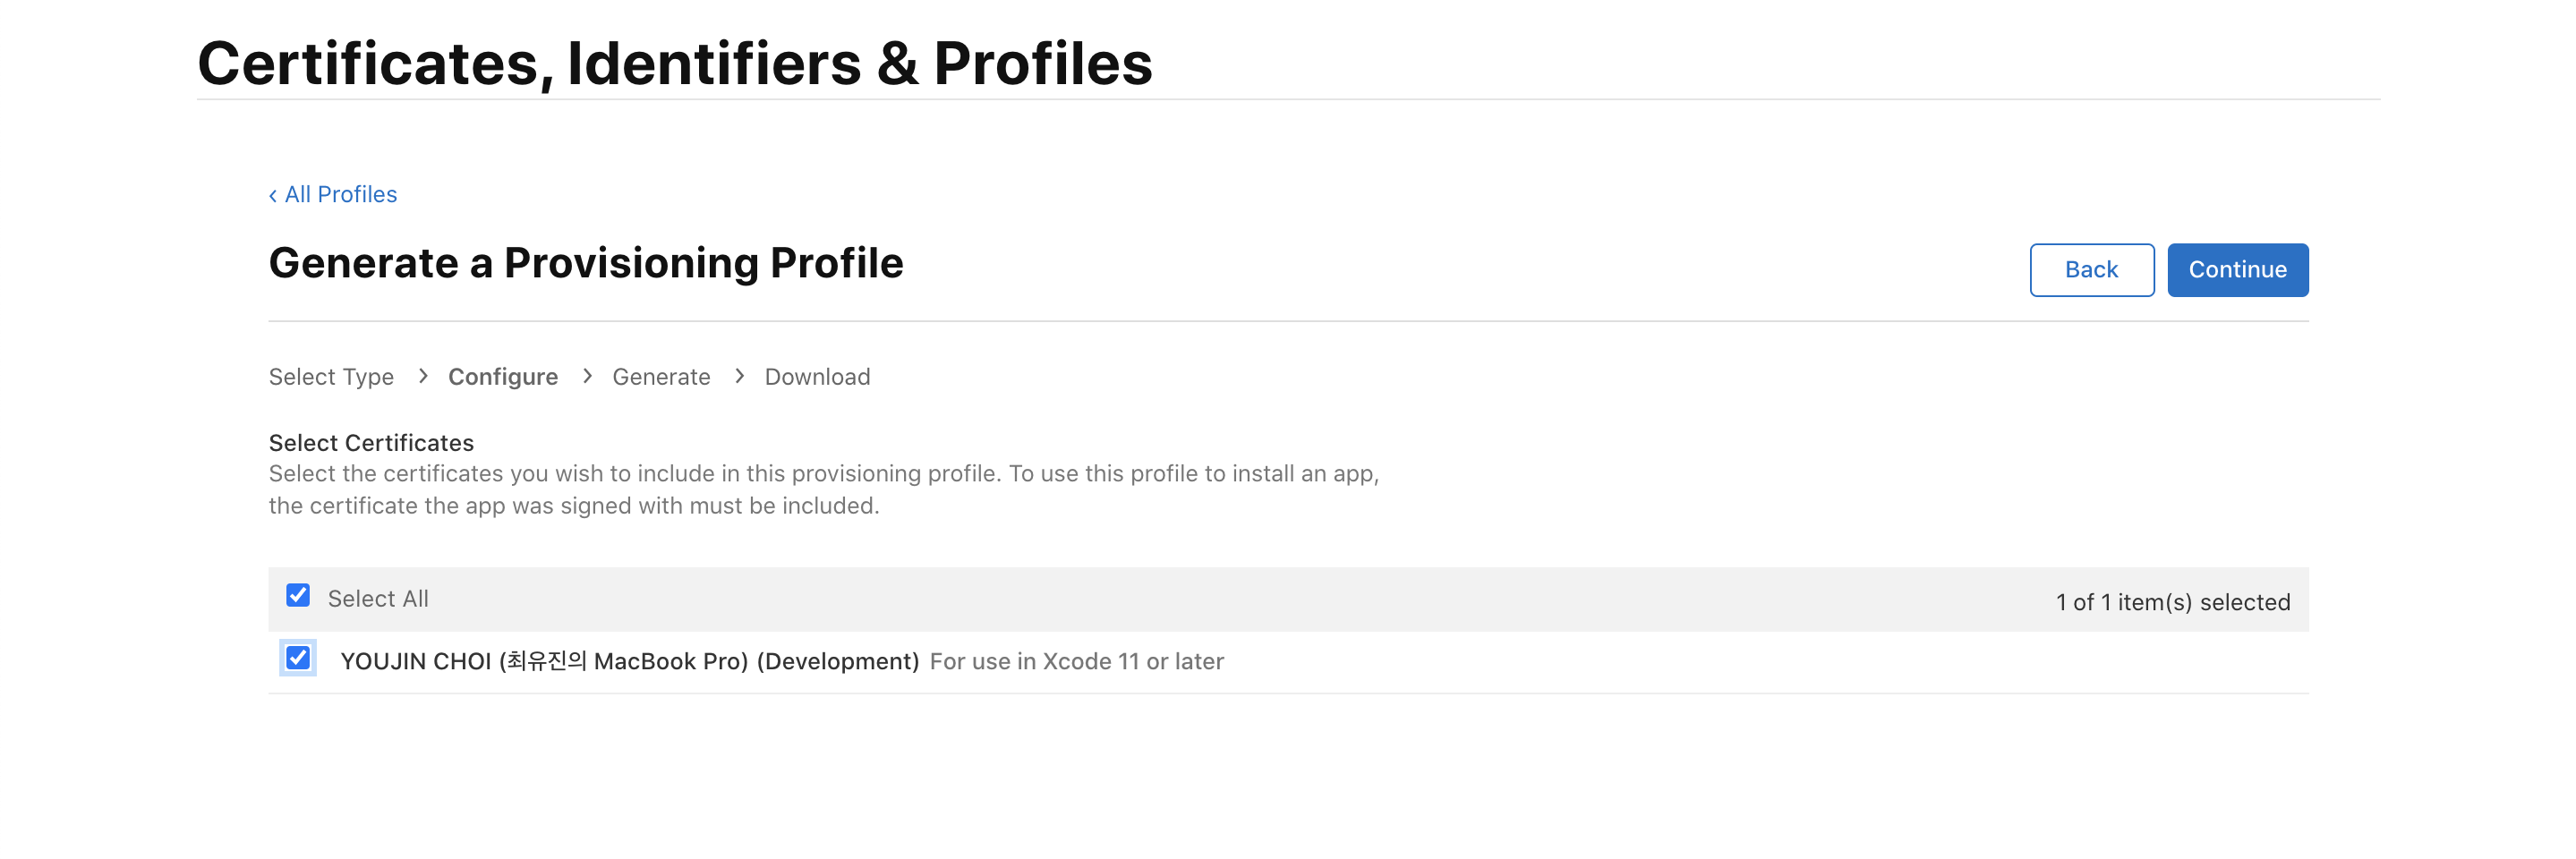 Certificates, Identifiers & Profiles
‹ All Profiles
Generate a Provisioning Profile
Back
Continue
Select Type > Configure > Generate > Download
Select Certificates
Select the certificates you wish to include in this provisioning profile. To use this profile to install an app,
the certificate the app was signed with must be included.
Select All
1 of 1 item(s) selected
YOUJIN CHOI (최유진의 MacBook Pro) (Development) For use in Xcode 11 or later